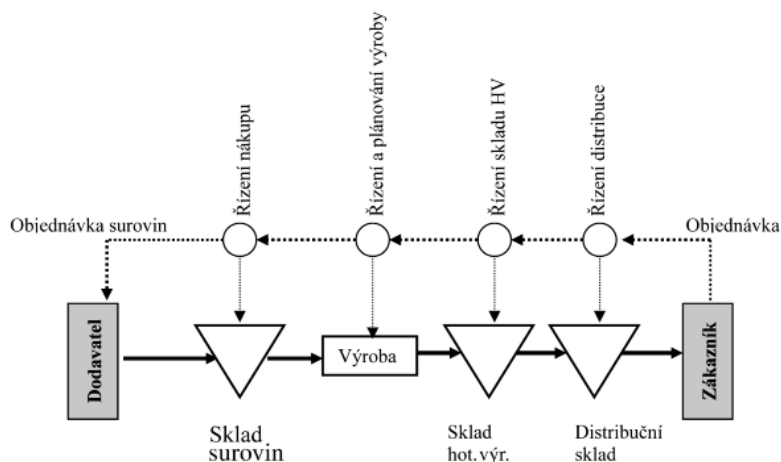 Řízení nákupu
Řízení a plánování výroby
Řízení skladu HV
Řízení distribuce
Objednávka surovin
Objednávka
Dodavatel
Výroba
Zákazník
Sklad
surovin
Sklad
hot.výr.
Distribuční
sklad